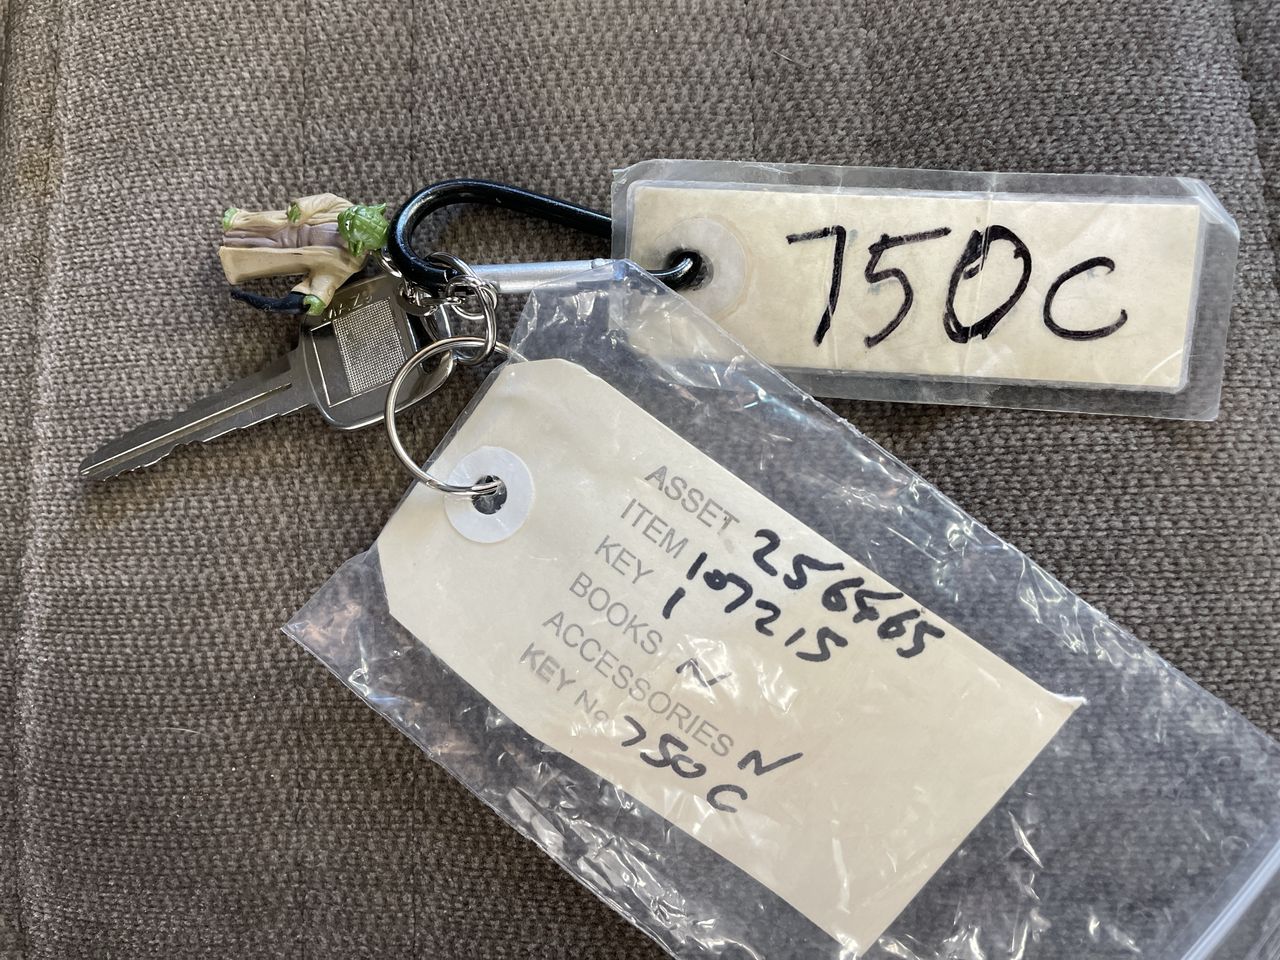 750C
ASSET 256465
ITEM 107215
KEY 1
BOOKS N
ACCESSORIES N
KEY No 750C